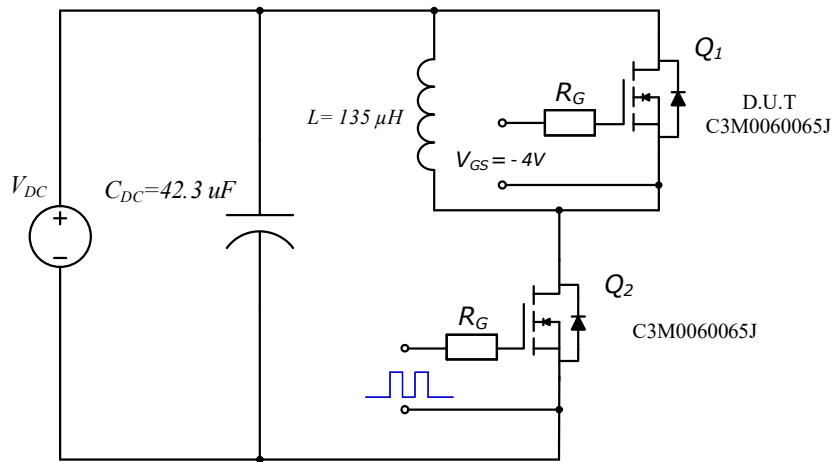 Q1
RG
D.U.T
C3M0060065J
L= 135 µH
VGS = - 4V
VDC
CDC=42.3 uF
+
−
Q2
RG
C3M0060065J